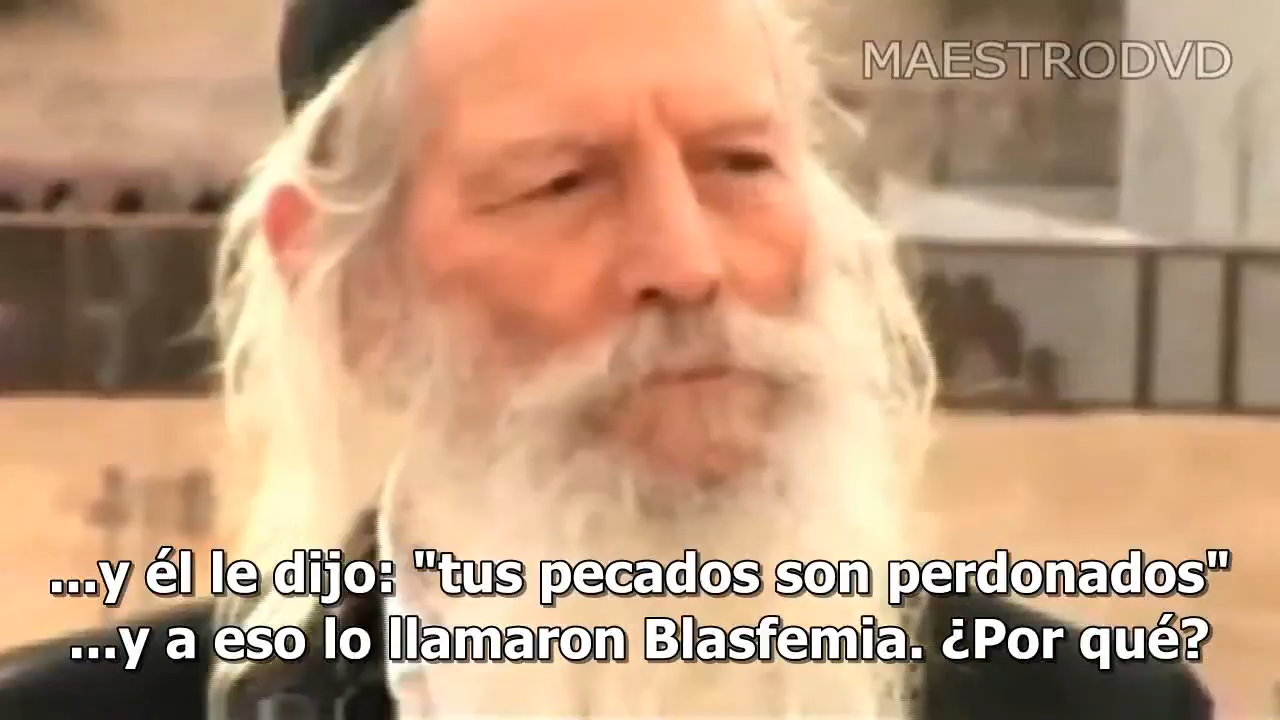 MAESTRODVD
...y él le dijo: "tus pecados son perdonados"
...y a eso lo llamaron Blasfemia. ¿Por qué?